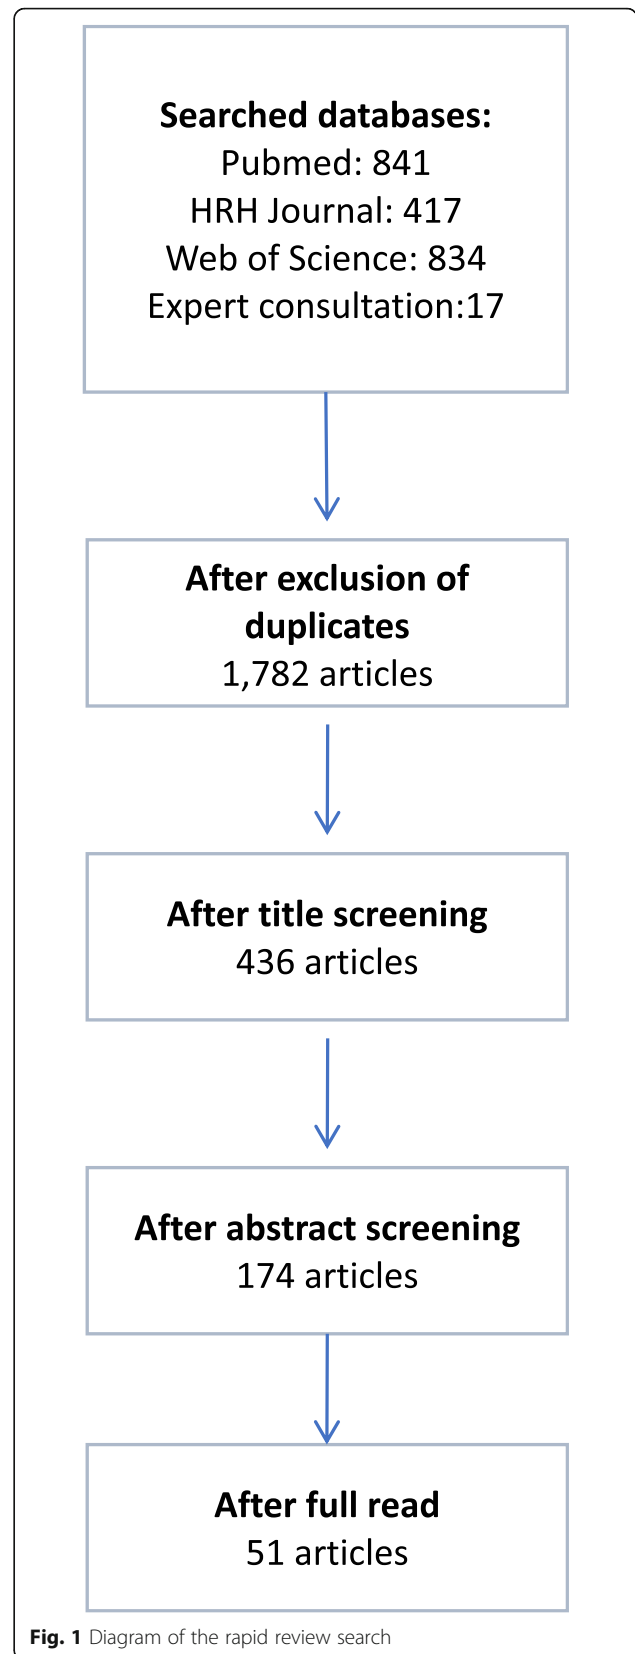 Searched databases:
Pubmed: 841
HRH Journal: 417
Web of Science: 834
Expert consultation:17
After exclusion of
duplicates
1,782 articles
After title screening
436 articles
After abstract screening
174 articles
After full read
51 articles
Fig. 1 Diagram of the rapid review search